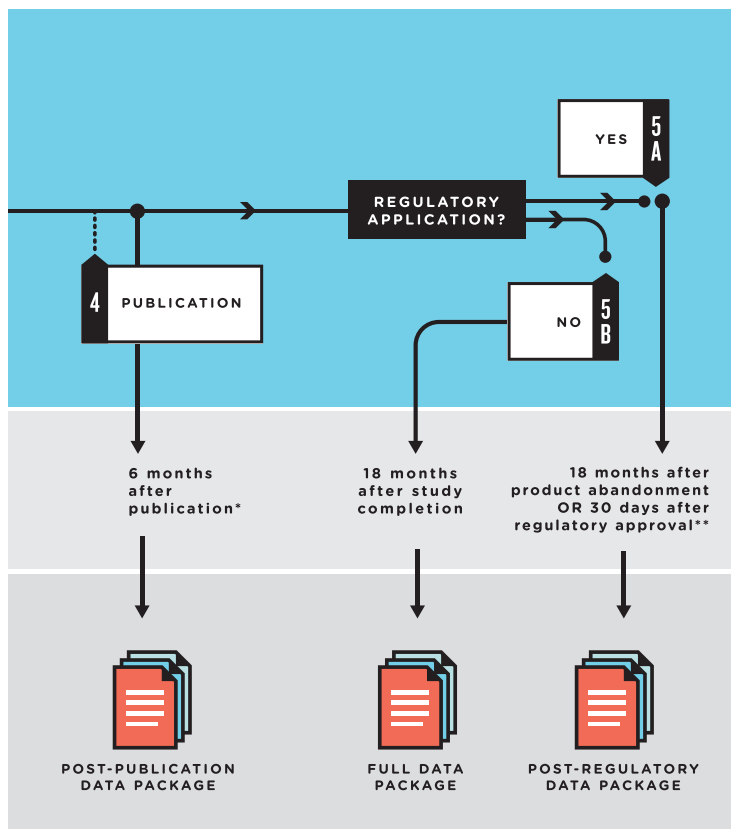 YES
5
A
REGULATORY
APPLICATION?
4
PUBLICATION
NO
5
B
6 months
after
publication*
18 months
after study
completion
18 months after
product abandonment
OR 30 days after
regulatory approval**
POST-PUBLICATION
DATA PACKAGE
FULL DATA
PACKAGE
POST-REGULATORY
DATA PACKAGE